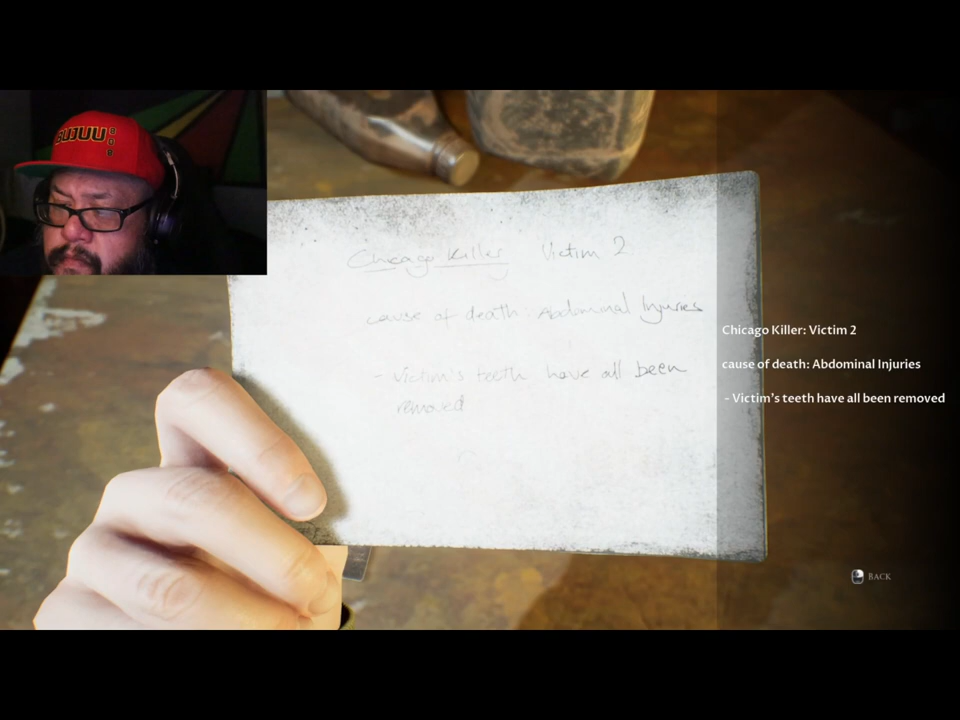 Chicago Killer Victim 2
cause of death: Abdominal Injuries
- Victim's teeth have all been
removed
Chicago Killer: Victim 2
cause of death: Abdominal Injuries
- Victim's teeth have all been removed
BACK